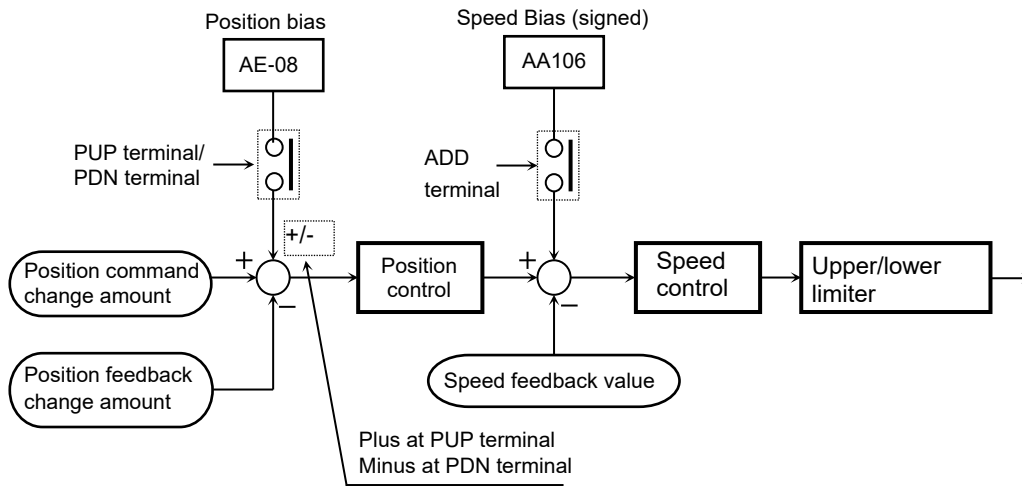 Position bias
AE-08
Speed Bias (signed)
AA106
PUP terminal/
PDN terminal
ADD
terminal
+/-
+
Position command
change amount
−
Position
control
+
−
Speed
control
Upper/lower
limiter
Position feedback
change amount
Speed feedback value
Plus at PUP terminal
Minus at PDN terminal